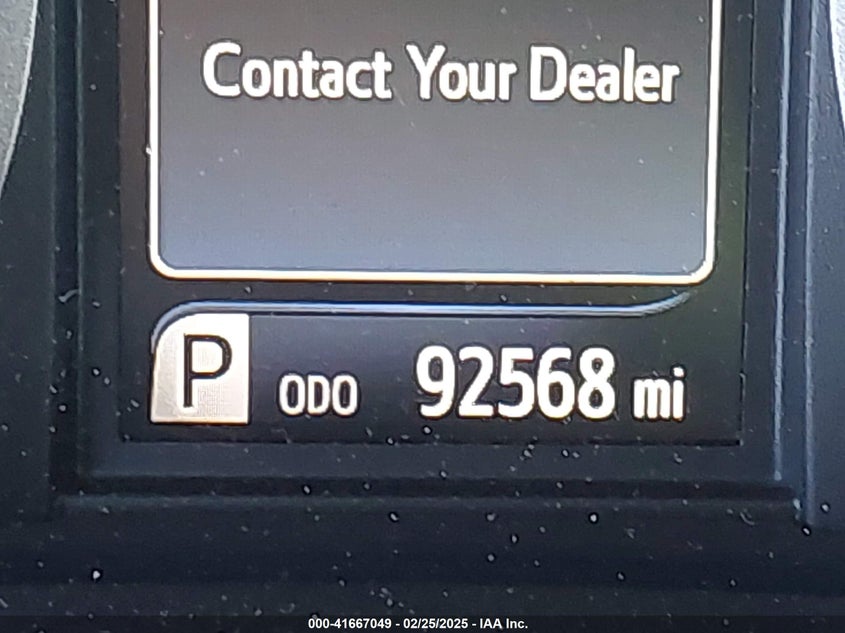 Contact Your Dealer
P ODO 92568 mi
000-41667049 - 02/25/2025 - IAA Inc.